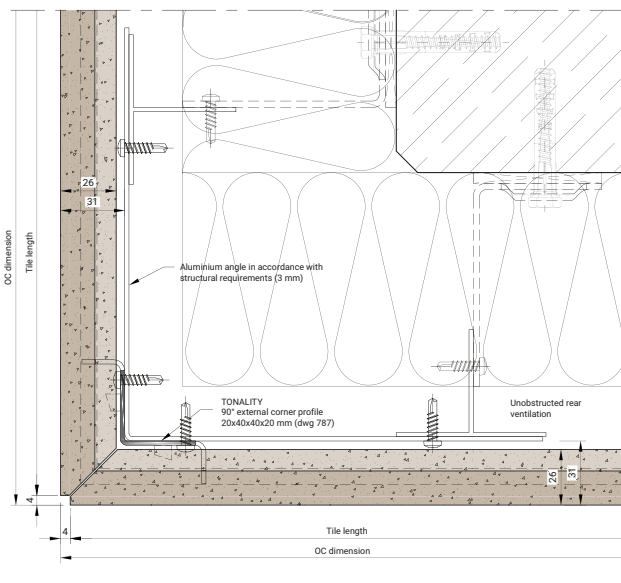 26
31
OC dimension
Tile length
Aluminium angle in accordance with
structural requirements (3 mm)
TONALITY
90° external corner profile
20x40x40x20 mm (dwg 787)
Unobstructed rear
ventilation
26
31
4
4
Tile length
OC dimension